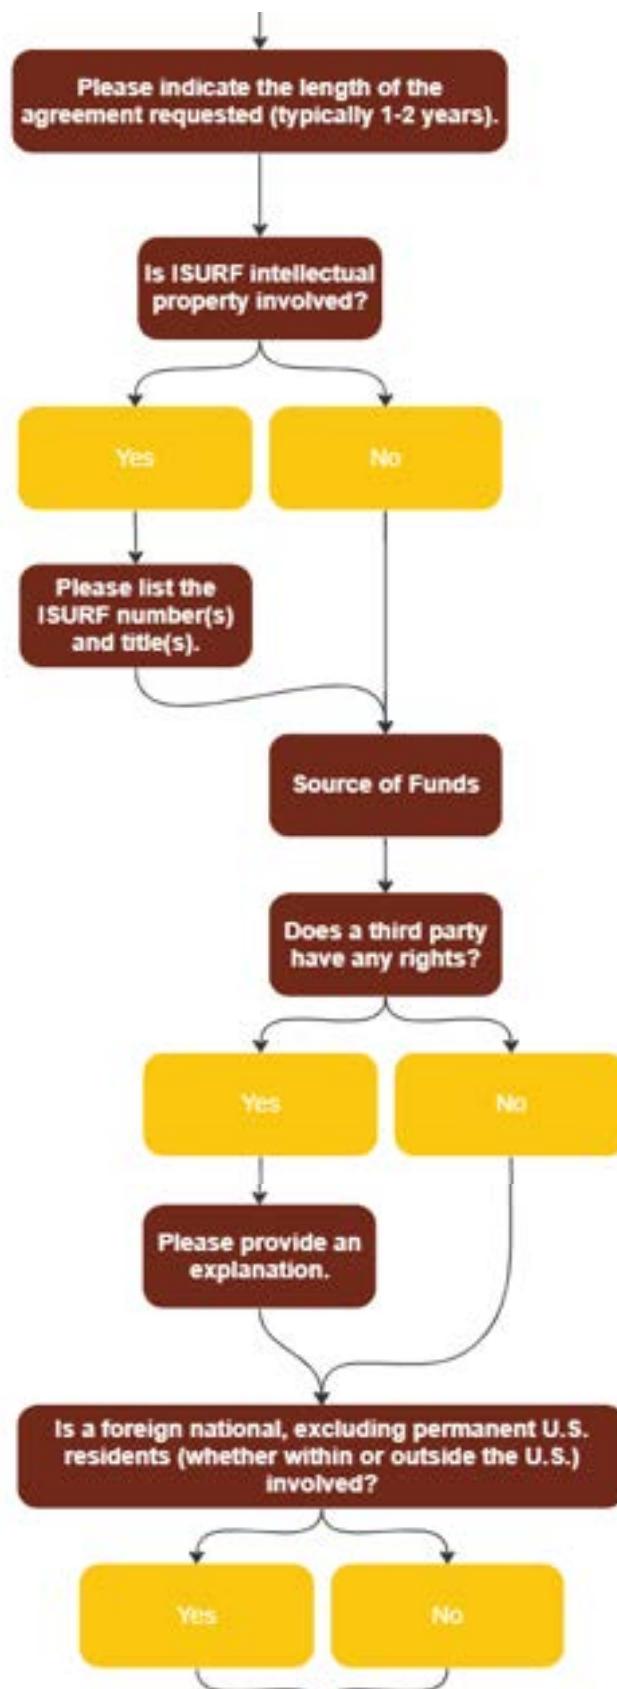 Please indicate the length of the
agreement requested (typically 1-2 years).
Is ISURF intellectual
property involved?
Yes
No
Please list the
ISURF number(s)
and title(s).
Source of Funds
Does a third party
have any rights?
Yes
No
Please provide an
explanation.
Is a foreign national, excluding permanent U.S.
residents (whether within or outside the U.S.)
involved?
Yes
No